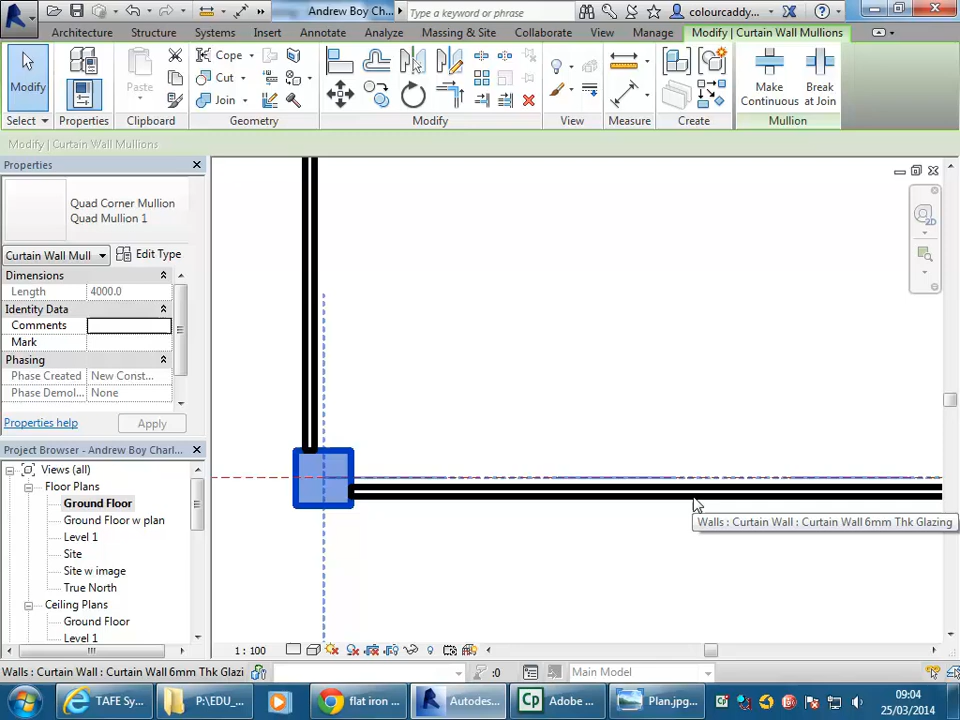 Andrew Boy Ch...
Type a keyword or phrase
colourcaddy...
Architecture Structure Systems Insert Annotate Analyze Massing & Site Collaborate View Manage Modify | Curtain Wall Mullions
Modify
Paste
Cope
Cut
Join
Make Continuous
Break at Join
Select Properties Clipboard Geometry Modify View Measure Create Mullion
Modify | Curtain Wall Mullions
Properties
Quad Corner Mullion
Quad Mullion 1
Curtain Wall Mull
Edit Type
Dimensions
Length 4000.0
Identity Data
Comments
Mark
Phasing
Phase Created New Const...
Phase Demol... None
Properties help
Apply
Project Browser - Andrew Boy Charl...
Views (all)
Floor Plans
Ground Floor
Ground Floor w plan
Level 1
Site
Site w image
True North
Ceiling Plans
Ground Floor
Level 1
2D
Walls : Curtain Wall : Curtain Wall 6mm Thk Glazing
1 : 100
Walls : Curtain Wall : Curtain Wall 6mm Thk Glazi
:0
Main Model
TAFE Sy...
P:\EDU_...
flat iron ...
Autodes...
Adobe ...
Plan.jpg...
09:04
25/03/2014